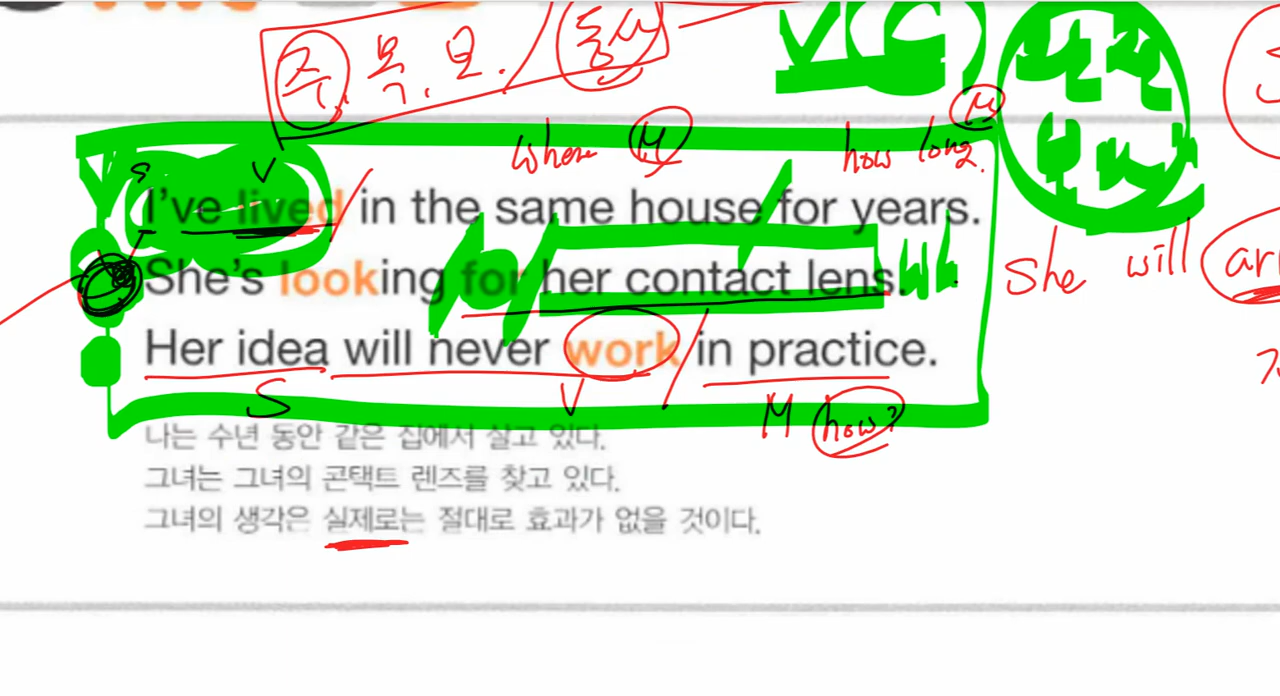 주. 목. 보. / 동사
V (C)
M M
where how long.
S V
I've lived / in the same house / for years.
She's looking for her contact lens.
She will
Her idea will never work / in practice.
S V M how?
나는 수년 동안 같은 집에서 살고 있다.
그녀는 그녀의 콘택트 렌즈를 찾고 있다.
그녀의 생각은 실제로는 절대로 효과가 없을 것이다.